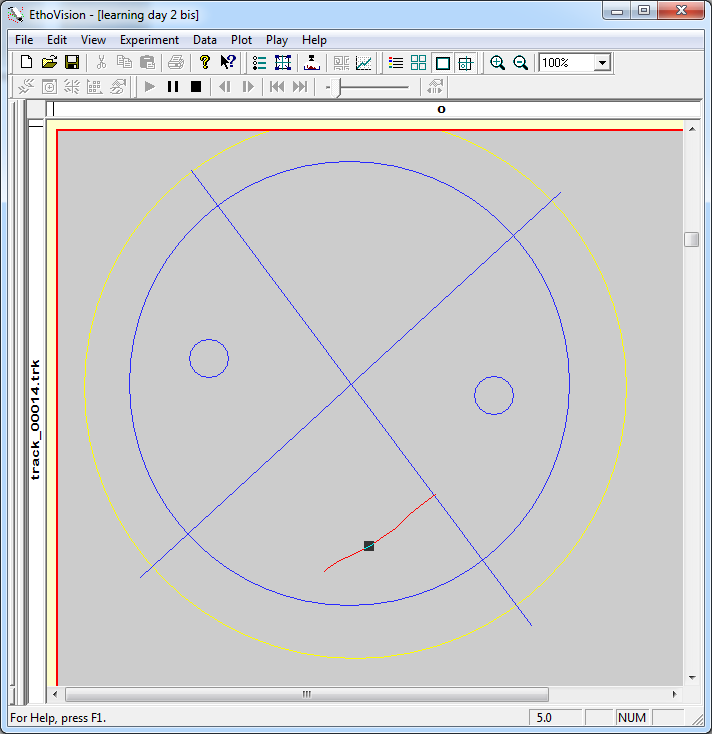 EthoVision - [learning day 2 bis]
File Edit View Experiment Data Plot Play Help
100%
o
track_00014.trk
For Help, press F1. 5.0 NUM